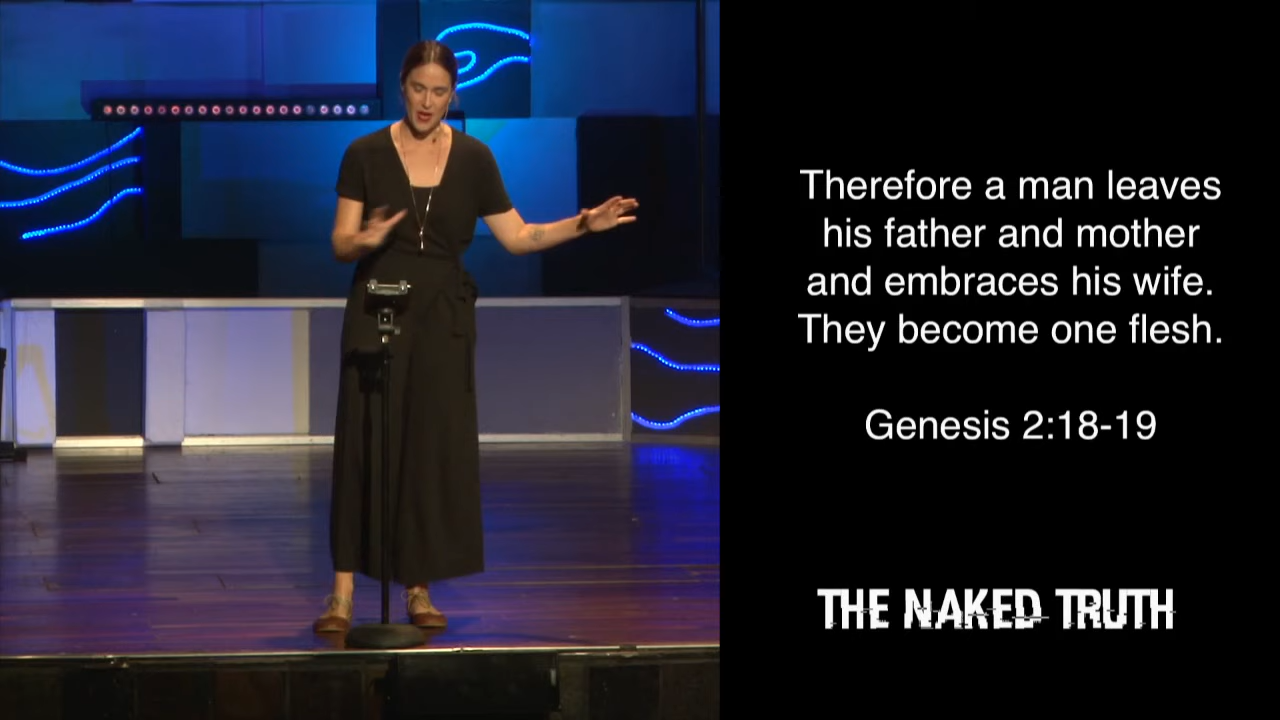 Therefore a man leaves
his father and mother
and embraces his wife.
They become one flesh.
Genesis 2:18-19
THE NAKED TRUTH